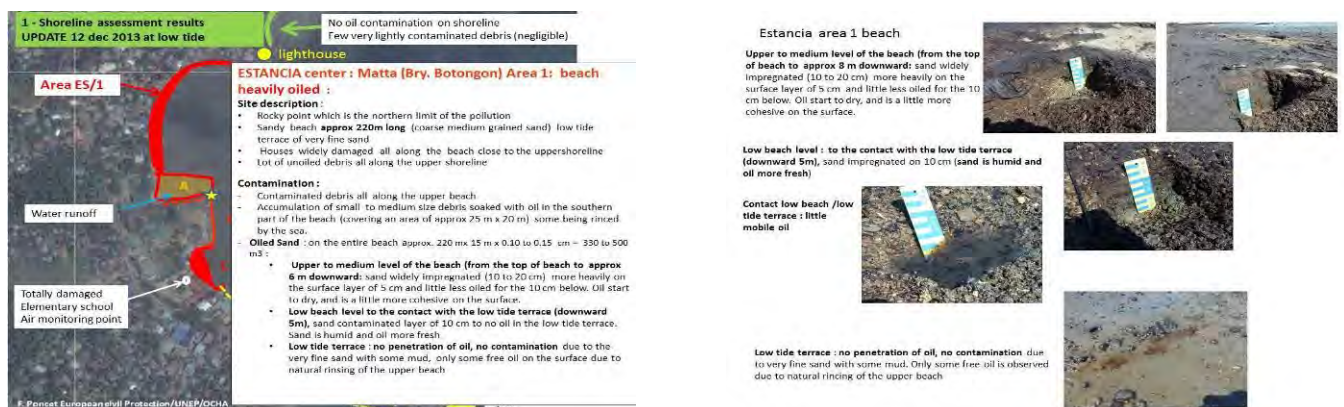 1 - Shoreline assessment results
UPDATE 12 dec 2013 at low tide
No oil contamination on shoreline
Few very lightly contaminated debris (negligible)
lighthouse
Area ES/1
A
Water runoff
Totally damaged
Elementary school
Air monitoring point
F. Poncet European civil Protection/UNEP/OCHA
ESTANCIA center : Matta (Bry. Botongon) Area 1: beach
heavily oiled :
Site description :
• Rocky point which is the northern limit of the pollution
• Sandy beach approx 220m long (coarse medium grained sand) low tide
terrace of very fine sand
• Houses widely damaged all along the beach close to the uppershoreline
• Lot of unoiled debris all along the upper shoreline
Contamination :
- Contaminated debris all along the upper beach
- Accumulation of small to medium size debris soaked with oil in the southern
part of the beach (covering an area of approx 25 m x 20 m) some being rinced
by the sea.
- Oiled Sand : on the entire beach approx. 220 mx 15 m x 0.10 to 0.15 cm = 330 to 500
m3 :
• Upper to medium level of the beach (from the top of beach to approx
6 m downward: sand widely impregnated (10 to 20 cm) more heavily on
the surface layer of 5 cm and little less oiled for the 10 cm below. Oil start
to dry, and is a little more cohesive on the surface.
• Low beach level to the contact with the low tide terrace (downward
5m), sand contaminated layer of 10 cm to no oil in the low tide terrace.
Sand is humid and oil more fresh
• Low tide terrace : no penetration of oil, no contamination due to the
very fine sand with some mud, only some free oil on the surface due to
natural rinsing of the upper beach
Estancia area 1 beach
Upper to medium level of the beach (from the top
of beach to approx 8 m downward: sand widely
impregnated (10 to 20 cm) more heavily on the
surface layer of 5 cm and little less oiled for the 10
cm below. Oil start to dry, and is a little more
cohesive on the surface.
Low beach level : to the contact with the low tide terrace
(downward 5m), sand impregnated on 10 cm (sand is humid and
oil more fresh)
Contact low beach /low
tide terrace : little
mobile oil
Low tide terrace : no penetration of oil, no contamination due
to very fine sand with some mud. Only some free oil is observed
due to natural rincing of the upper beach